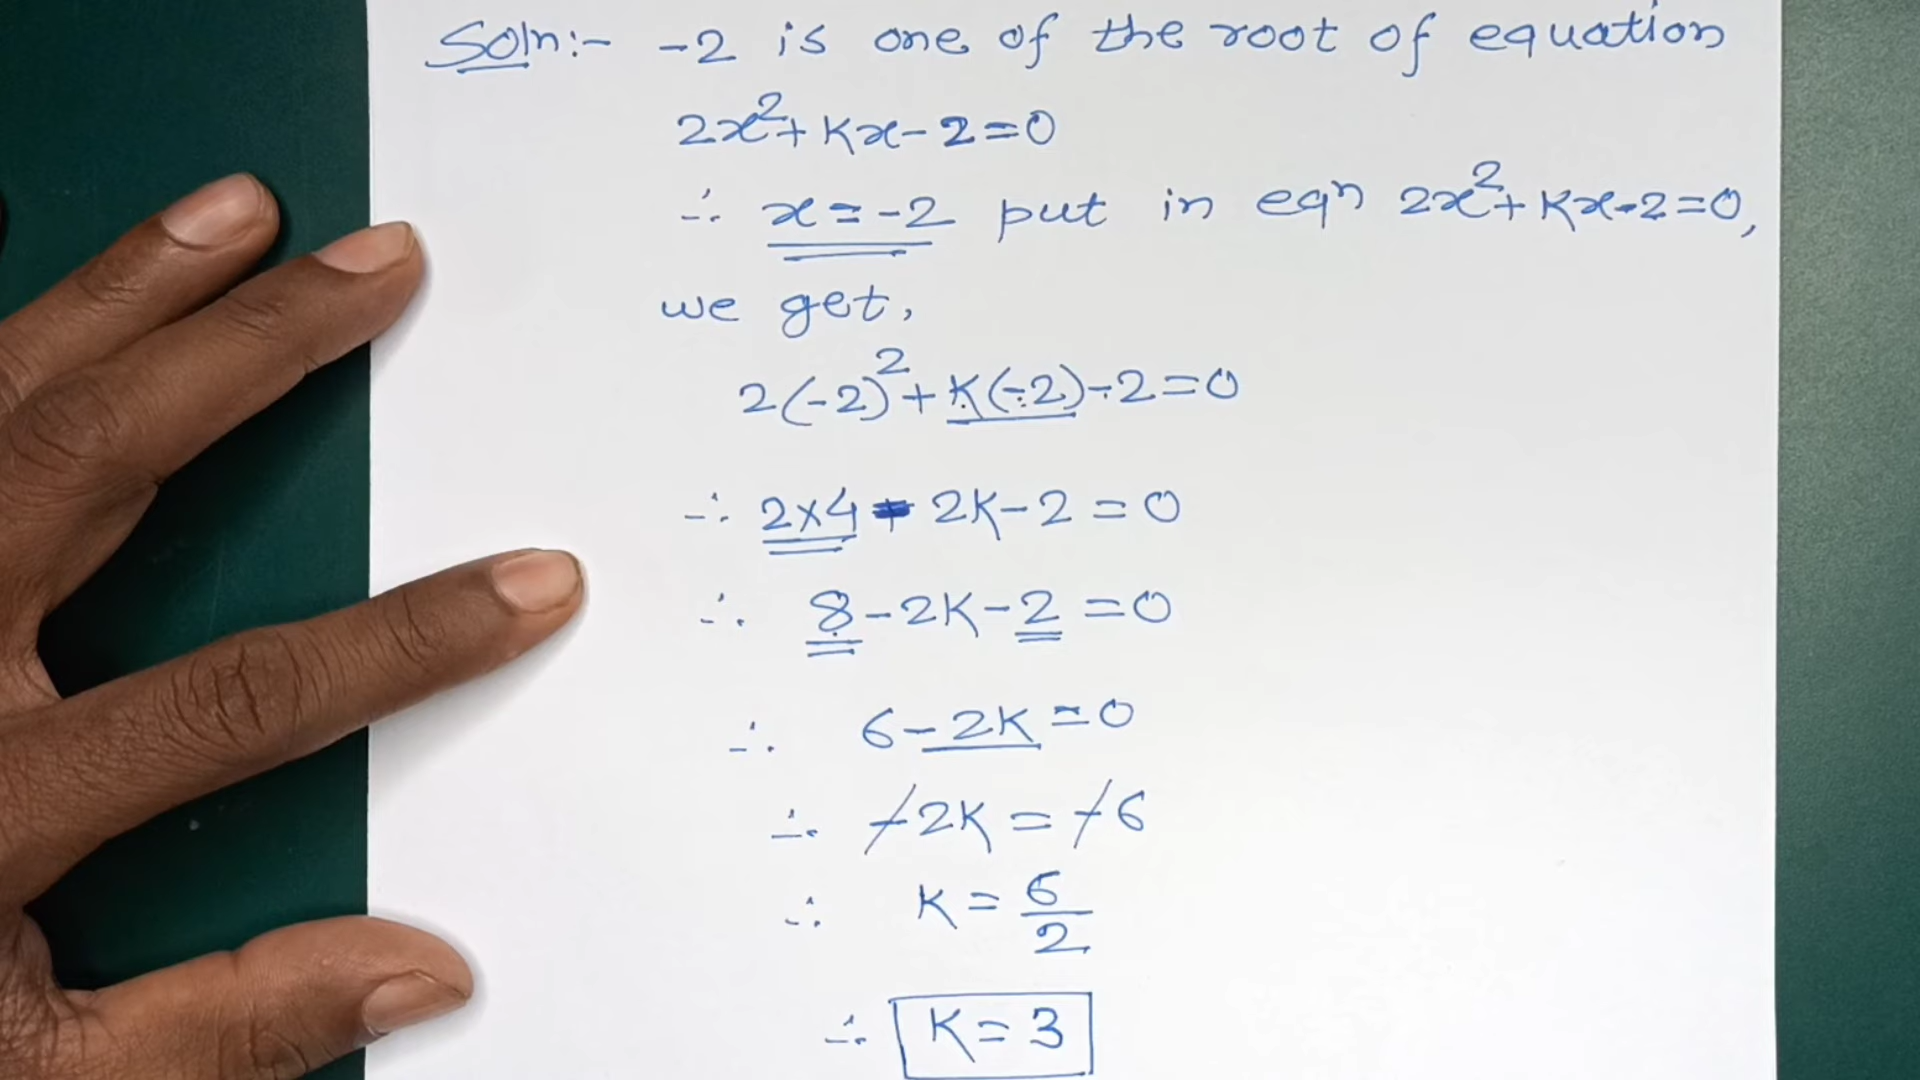 Soln:- -2 is one of the root of equation
2x²+kx-2=0
∴ x=-2 put in eqn 2x²+kx-2=0,
we get,
2(-2)²+k(-2)-2=0
∴ 2×4-2k-2=0
∴ 8-2k-2=0
∴ 6-2k=0
∴ -2k=-6
∴ k=6/2
∴ k=3